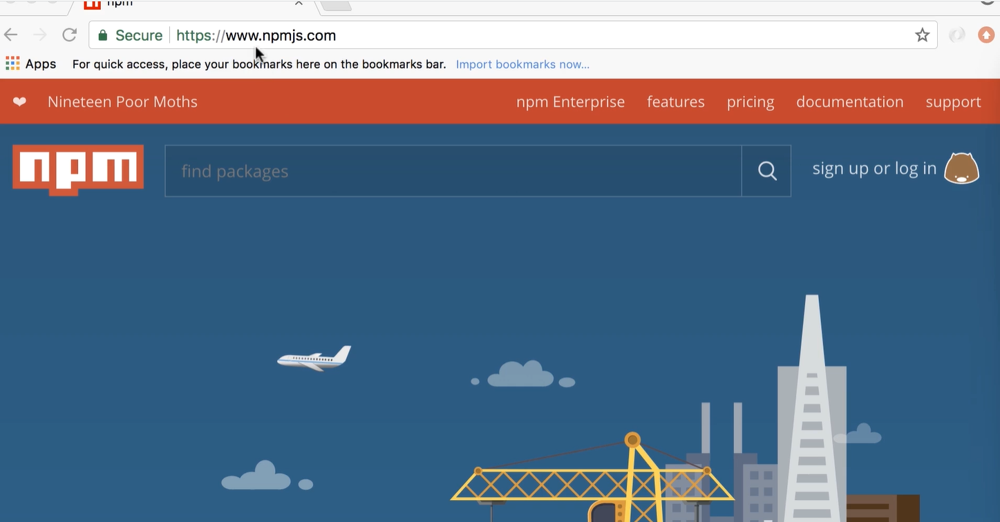 npm
Secure https://www.npmjs.com
Apps For quick access, place your bookmarks here on the bookmarks bar. Import bookmarks now...
❤ Nineteen Poor Moths npm Enterprise features pricing documentation support
npm find packages sign up or log in